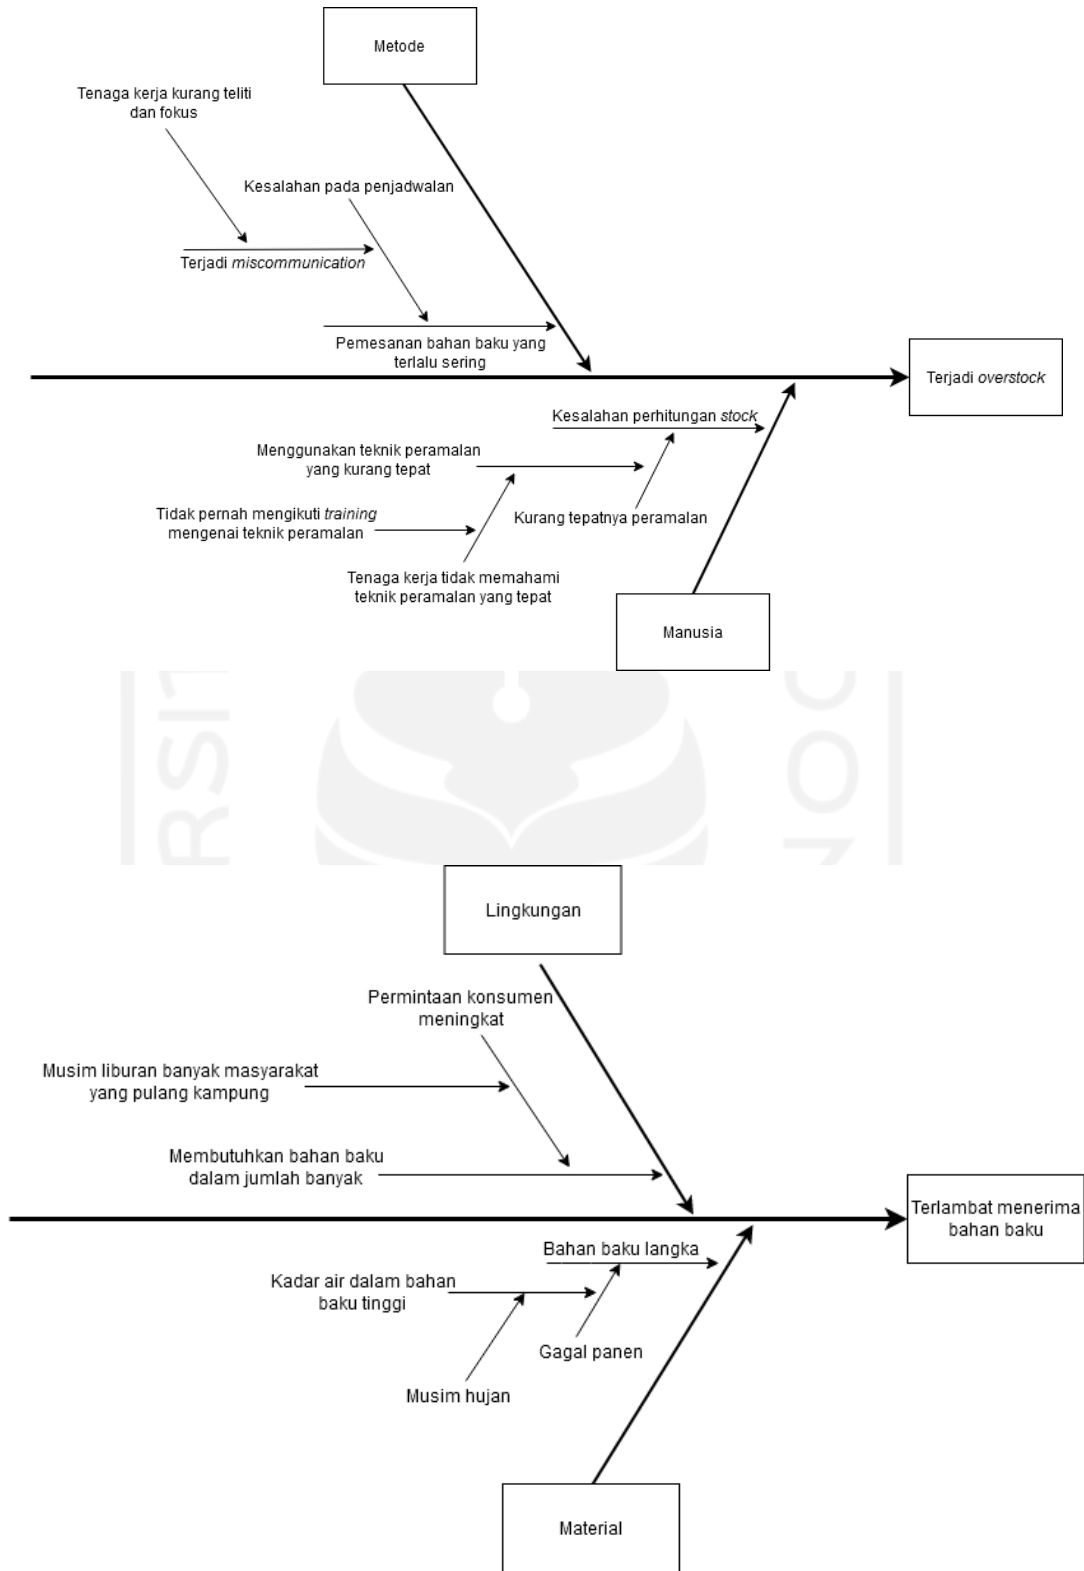 Metode
Tenaga kerja kurang teliti
dan fokus
Kesalahan pada penjadwalan
Terjadi miscommunication
Pemesanan bahan baku yang
terlalu sering
Terjadi overstock
Kesalahan perhitungan stock
Menggunakan teknik peramalan
yang kurang tepat
Kurang tepatnya peramalan
Tidak pernah mengikuti training
mengenai teknik peramalan
Tenaga kerja tidak memahami
teknik peramalan yang tepat
Manusia
RSIT
Lingkungan
Permintaan konsumen
meningkat
Musim liburan banyak masyarakat
yang pulang kampung
Membutuhkan bahan baku
dalam jumlah banyak
Terlambat menerima
bahan baku
Bahan baku langka
Kadar air dalam bahan
baku tinggi
Gagal panen
Musim hujan
Material